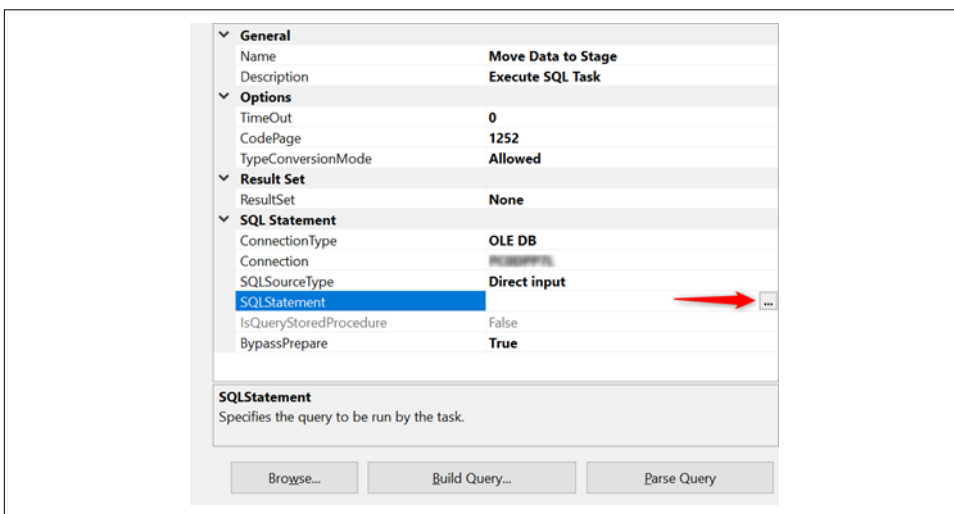 General
Name Move Data to Stage
Description Execute SQL Task
Options
TimeOut 0
CodePage 1252
TypeConversionMode Allowed
Result Set
ResultSet None
SQL Statement
ConnectionType OLE DB
Connection
SQLSourceType Direct input
SQLStatement ...
IsQueryStoredProcedure False
BypassPrepare True
SQLStatement
Specifies the query to be run by the task.
Browse... Build Query... Parse Query